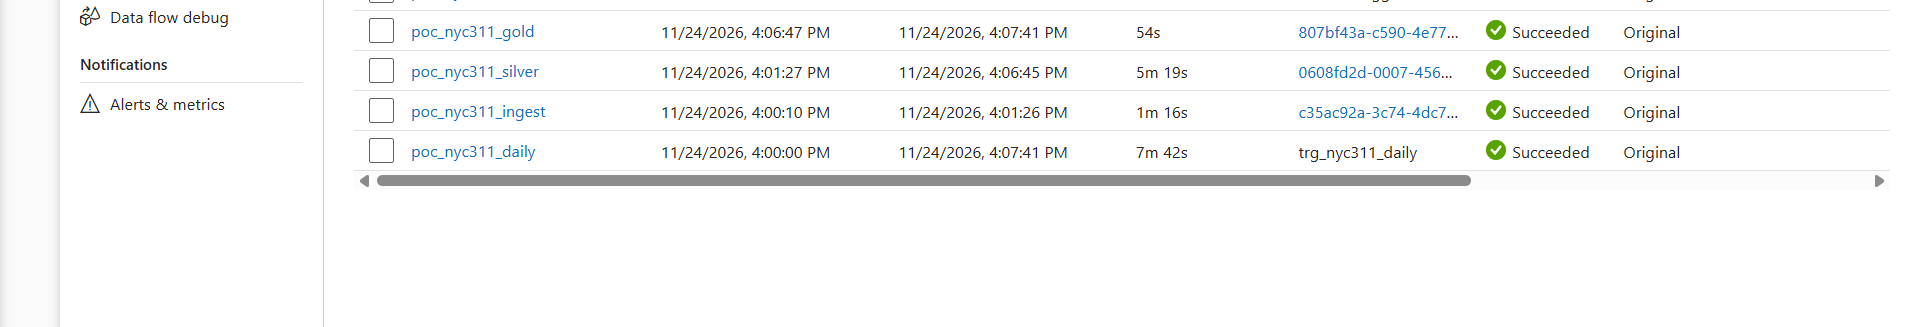 Data flow debug
Notifications
Alerts & metrics
poc_nyc311_gold 11/24/2026, 4:06:47 PM 11/24/2026, 4:07:41 PM 54s 807bf43a-c590-4e77... Succeeded Original
poc_nyc311_silver 11/24/2026, 4:01:27 PM 11/24/2026, 4:06:45 PM 5m 19s 0608fd2d-0007-456... Succeeded Original
poc_nyc311_ingest 11/24/2026, 4:00:10 PM 11/24/2026, 4:01:26 PM 1m 16s c35ac92a-3c74-4dc7... Succeeded Original
poc_nyc311_daily 11/24/2026, 4:00:00 PM 11/24/2026, 4:07:41 PM 7m 42s trg_nyc311_daily Succeeded Original